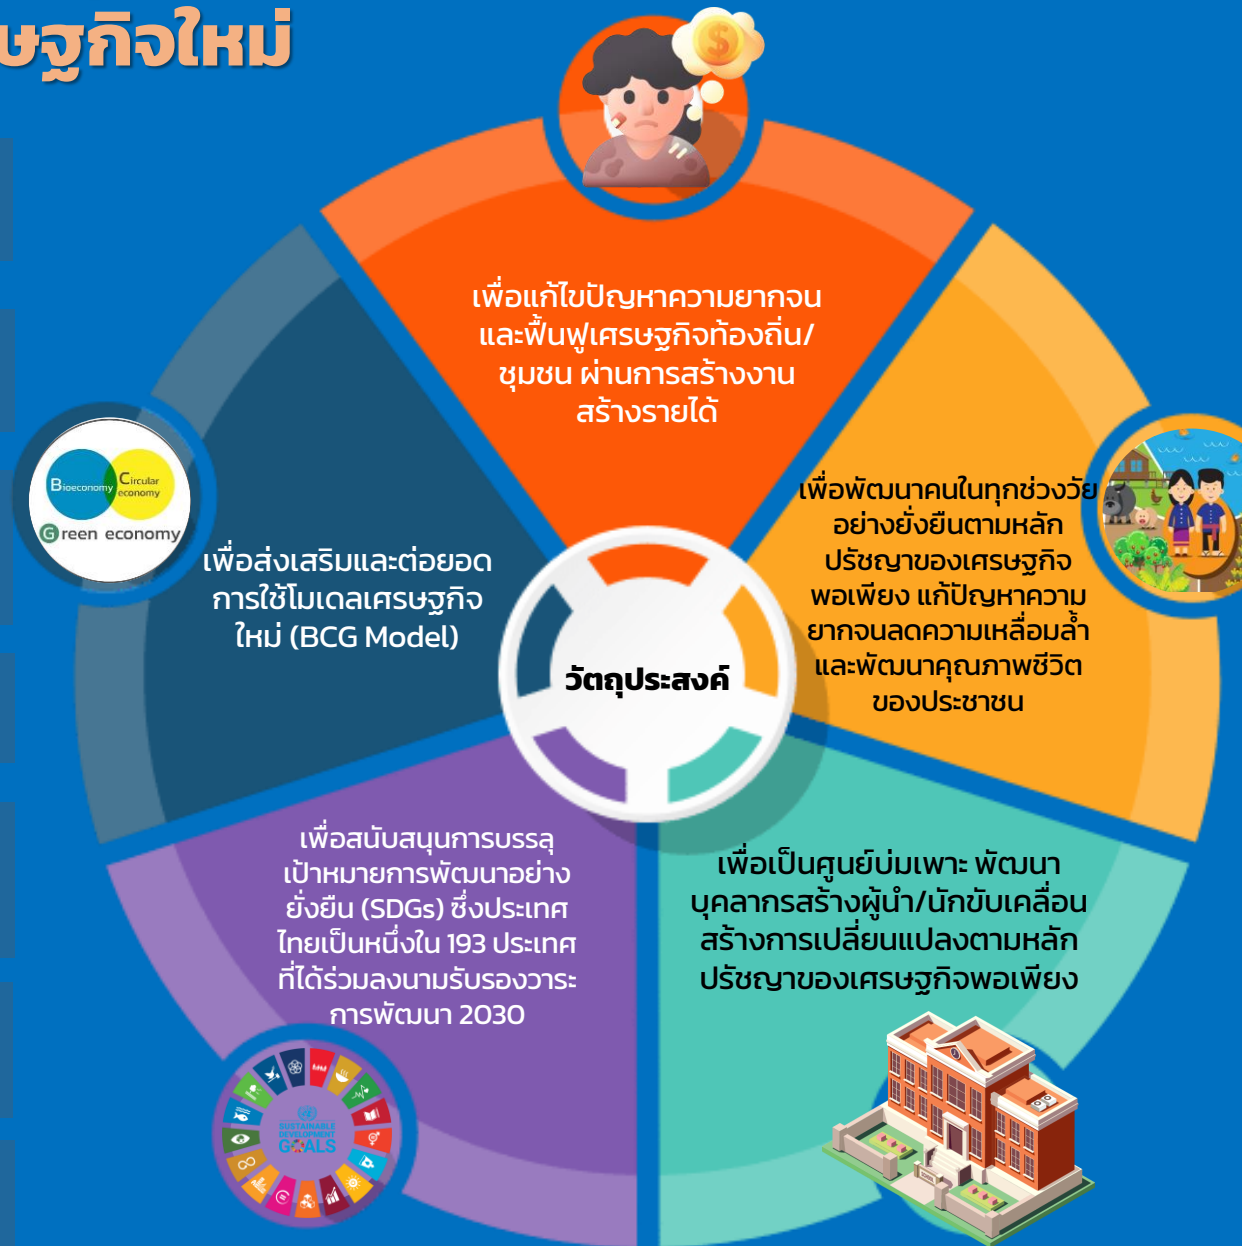 ษฐกิจใหม่
เพื่อแก้ไขปัญหาความยากจน
และฟื้นฟูเศรษฐกิจท้องถิ่น/
ชุมชน ผ่านการสร้างงาน
สร้างรายได้
เพื่อพัฒนาคนในทุกช่วงวัย
อย่างยั่งยืนตามหลัก
ปรัชญาของเศรษฐกิจ
พอเพียง แก้ปัญหาความ
ยากจนลดความเหลื่อมล้ำ
และพัฒนาคุณภาพชีวิต
ของประชาชน
Bioeconomy
Circular
economy
Green economy
เพื่อส่งเสริมและต่อยอด
การใช้โมเดลเศรษฐกิจ
ใหม่ (BCG Model)
วัตถุประสงค์
เพื่อสนับสนุนการบรรลุ
เป้าหมายการพัฒนาอย่าง
ยั่งยืน (SDGs) ซึ่งประเทศ
ไทยเป็นหนึ่งใน 193 ประเทศ
ที่ได้ร่วมลงนามรับรองวาระ
การพัฒนา 2030
เพื่อเป็นศูนย์บ่มเพาะ พัฒนา
บุคลากรสร้างผู้นำ/นักขับเคลื่อน
สร้างการเปลี่ยนแปลงตามหลัก
ปรัชญาของเศรษฐกิจพอเพียง
SUSTAINABLE
DEVELOPMENT
GOALS